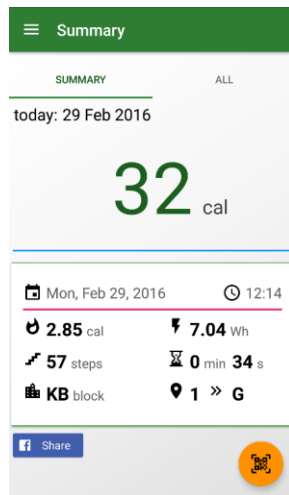 Summary
SUMMARY ALL
today: 29 Feb 2016
32 cal
Mon, Feb 29, 2016 12:14
2.85 cal 7.04 Wh
57 steps 0 min 34 s
KB block 1 » G
Share